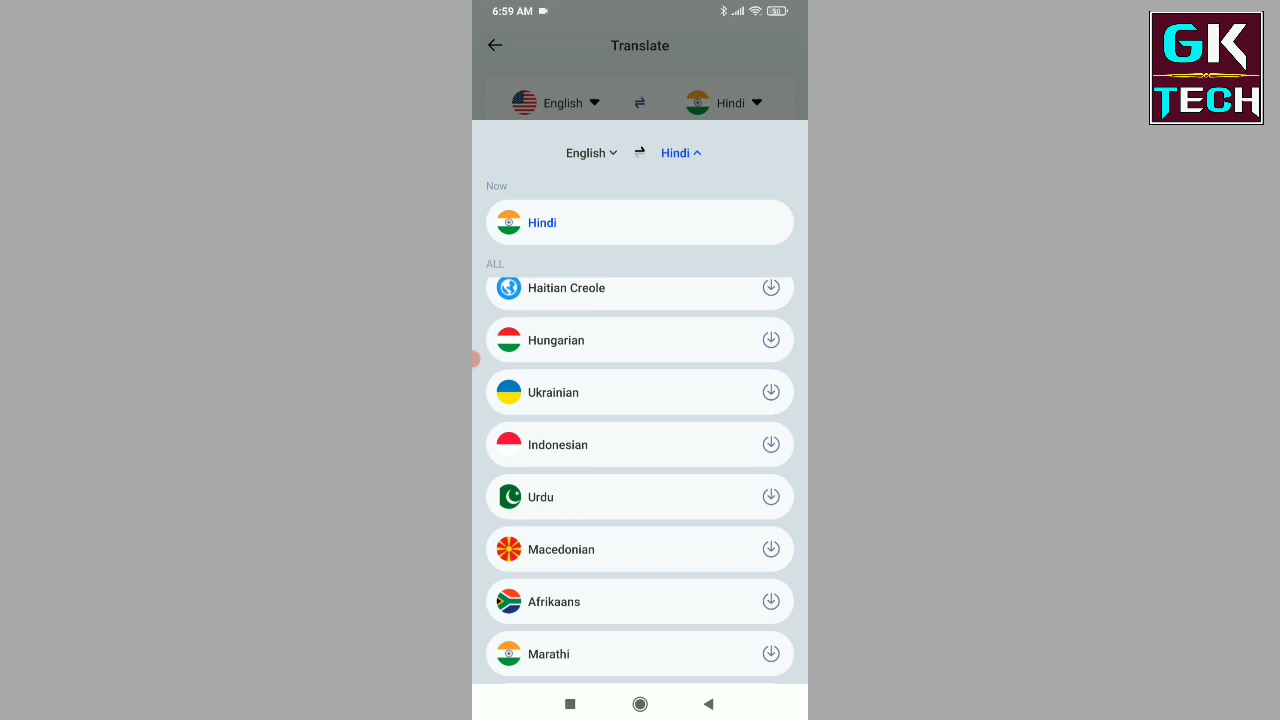 6:59 AM
50
Translate
English
Hindi
English
Hindi
Now
Hindi
ALL
Haitian Creole
Hungarian
Ukrainian
Indonesian
Urdu
Macedonian
Afrikaans
Marathi
GK
TECH